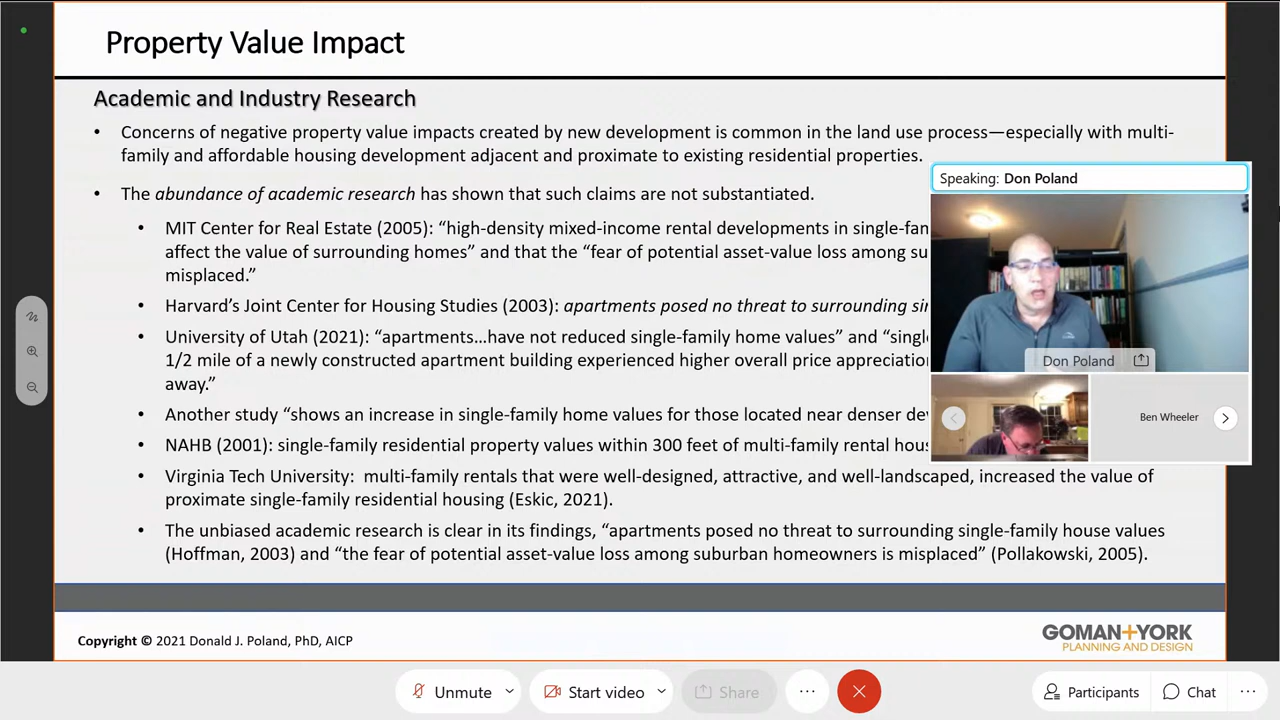 Property Value Impact
Academic and Industry Research
• Concerns of negative property value impacts created by new development is common in the land use process—especially with multi-
family and affordable housing development adjacent and proximate to existing residential properties.
• The abundance of academic research has shown that such claims are not substantiated.
• MIT Center for Real Estate (2005): “high-density mixed-income rental developments in single-fan
affect the value of surrounding homes” and that the “fear of potential asset-value loss among su
misplaced.”
• Harvard’s Joint Center for Housing Studies (2003): apartments posed no threat to surrounding si
• University of Utah (2021): “apartments…have not reduced single-family home values” and “singl
1/2 mile of a newly constructed apartment building experienced higher overall price appreciatio
away.”
• Another study “shows an increase in single-family home values for those located near denser de
• NAHB (2001): single-family residential property values within 300 feet of multi-family rental hous
• Virginia Tech University: multi-family rentals that were well-designed, attractive, and well-landscaped, increased the value of
proximate single-family residential housing (Eskic, 2021).
• The unbiased academic research is clear in its findings, “apartments posed no threat to surrounding single-family house values
(Hoffman, 2003) and “the fear of potential asset-value loss among suburban homeowners is misplaced” (Pollakowski, 2005).
Speaking: Don Poland
Don Poland
Ben Wheeler
Copyright © 2021 Donald J. Poland, PhD, AICP
GOMAN+YORK
PLANNING AND DESIGN
Unmute
Start video
Share
Participants
Chat